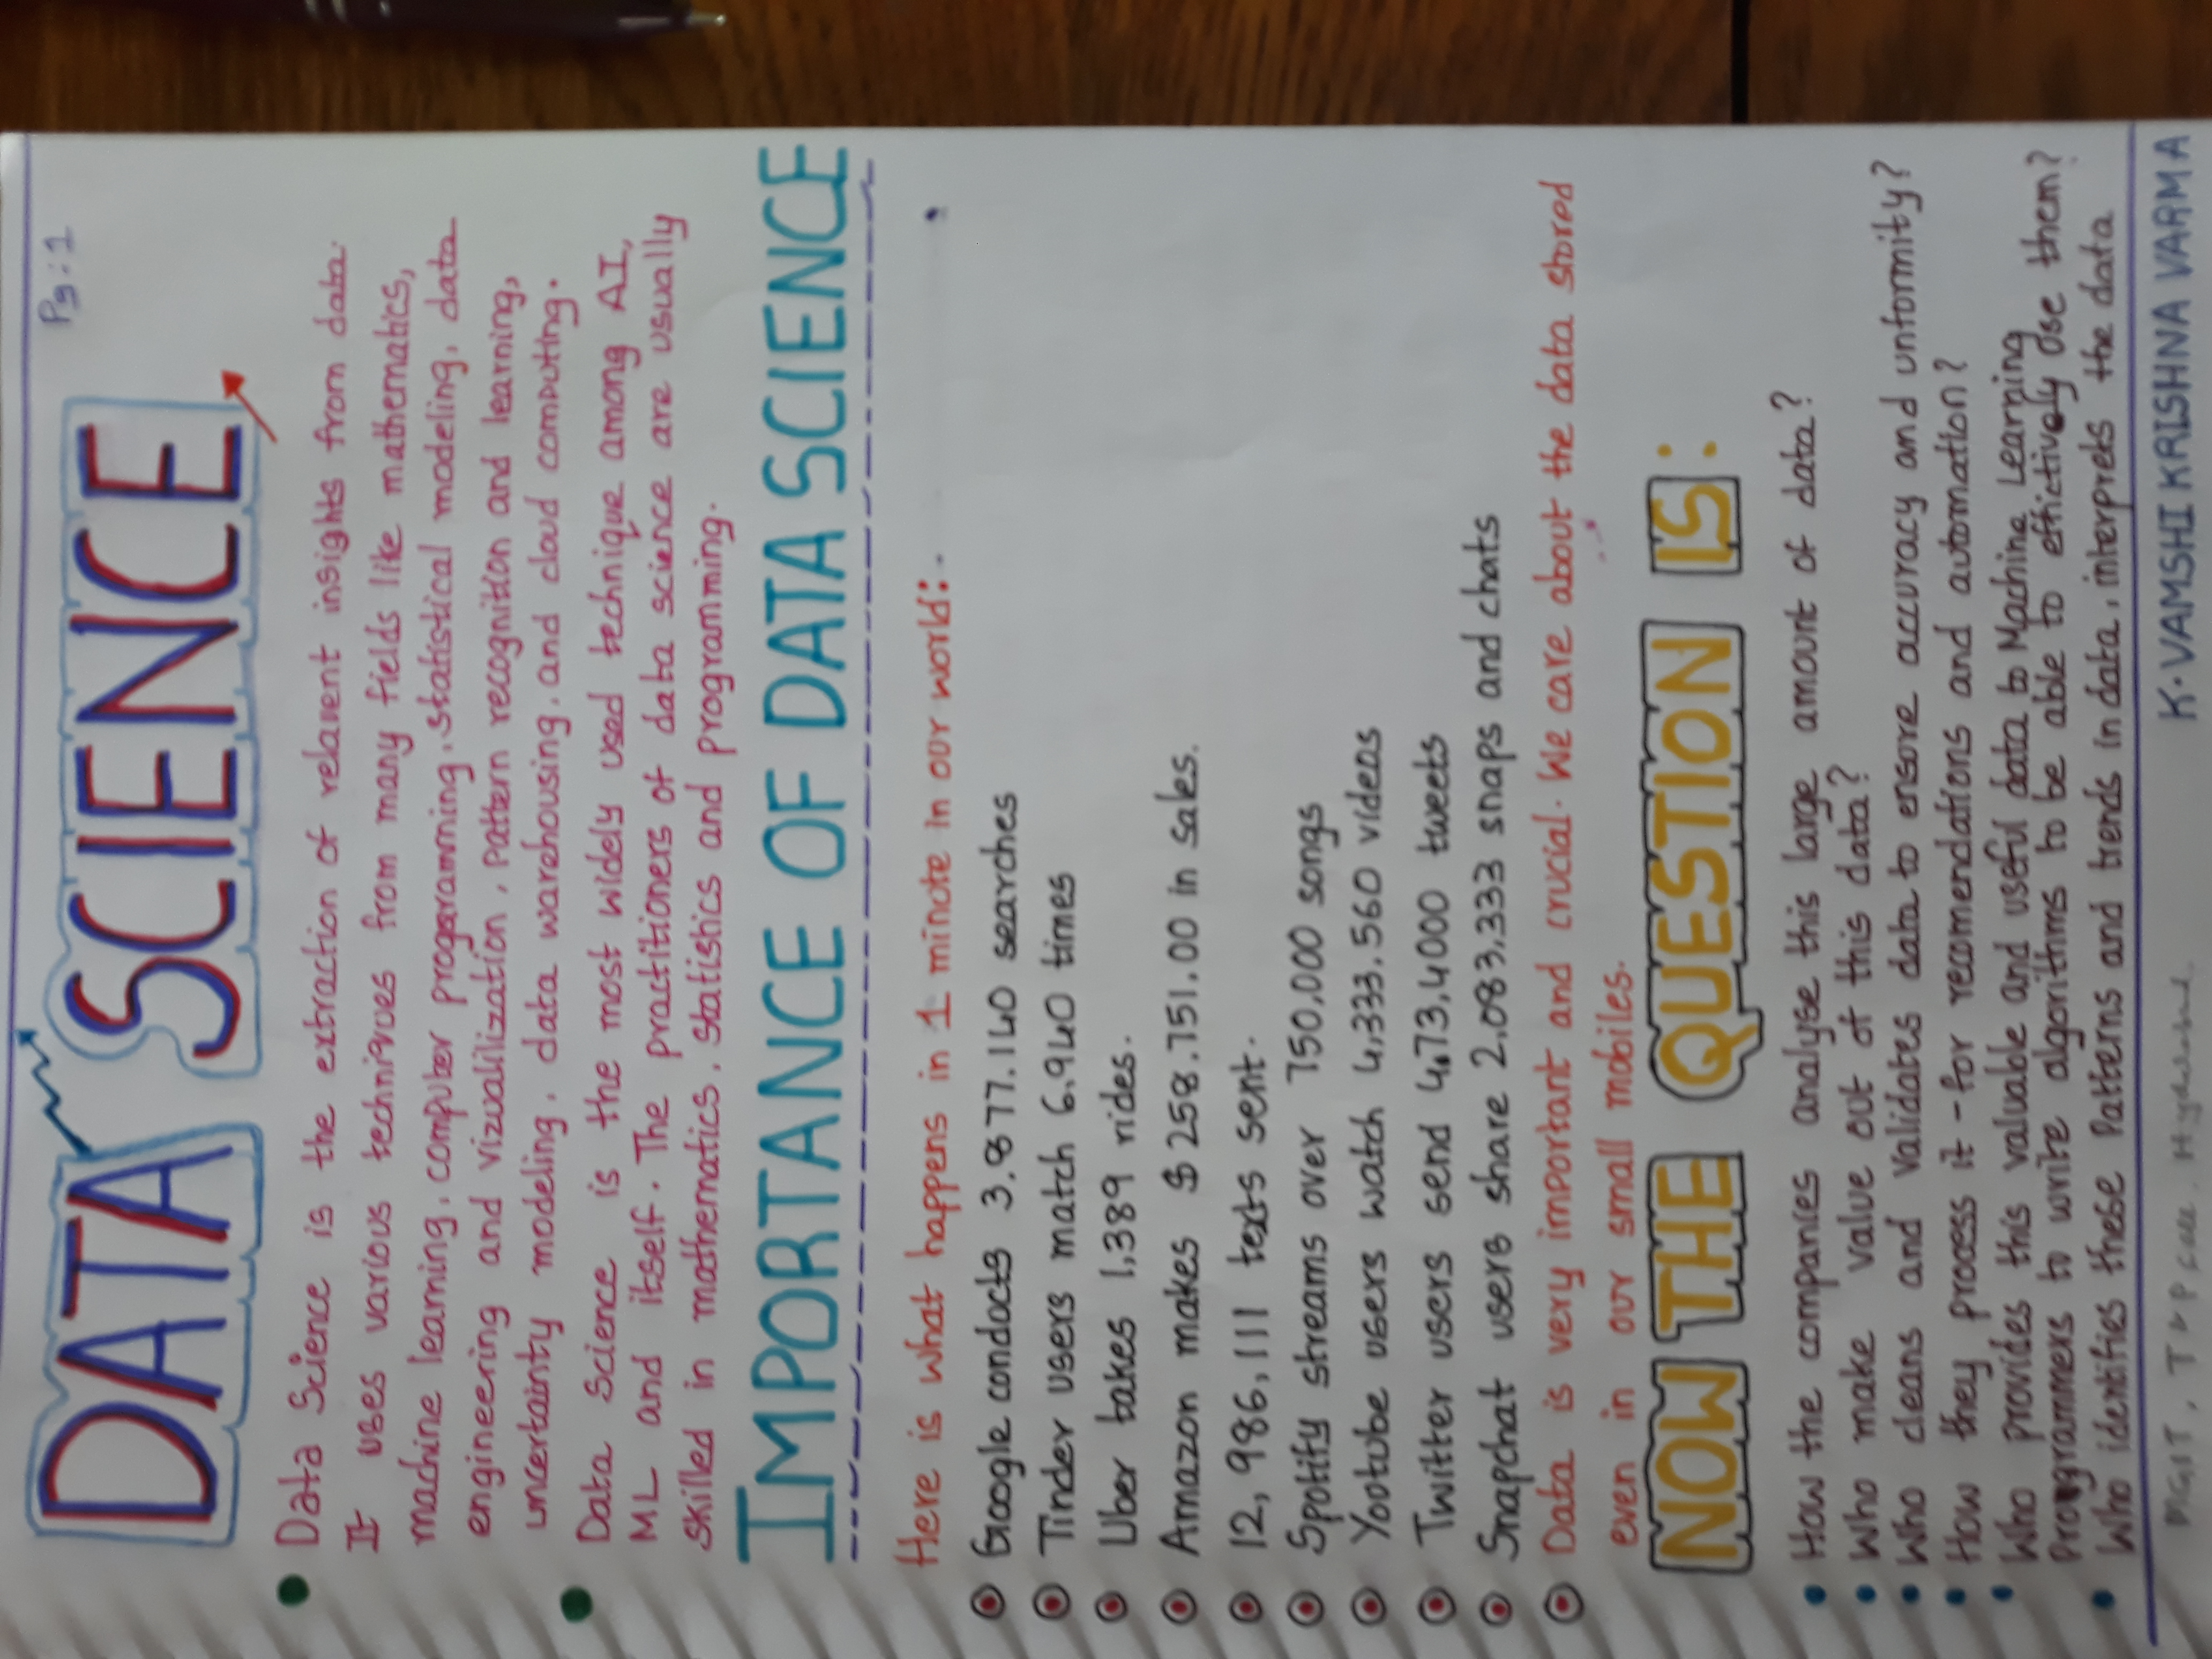 Pg:1
DATA SCIENCE
Data Science is the extraction of relavent insights from data.
It uses various techniques from many fields like mathematics,
machine learning, computer progaramming, statistical modeling, data
engineering and vizualilization, pattern recognition and learning,
uncertainty modeling, data warehousing, and cloud computing.
Data Science is the most widely used technique among AI,
ML and itself. The practitioners of data science are usually
skilled in mathematics, statistics and programming.
IMPORTANCE OF DATA SCIENCE
Here is what happens in 1 minute in our world:-
Google conducts 3,877,140 searches
Tinder users match 6,940 times
Uber takes 1,389 rides.
Amazon makes $258,751.00 in sales.
12,986,111 texts sent.
Spotify streams over 750,000 songs
Yootube users watch 4,333,560 videos
Twitter users send 4,73,4000 tweets
Snapchat users share 2,083,333 snaps and chats
Data is very important and crucial. We care about the data stored
even in our small mobiles.
NOW THE QUESTION IS:
How the companies analyse this large amount of data?
Who make value out of this data?
Who cleans and validates data to ensure accuracy and unformity?
How they process it - for recomendations and automation?
Who provides this valuable and useful data to Machine Learning
Programmers to write algorithms to be able to effictively use them?
Who identifies these Patterns and trends in data, interprets the data
MGIT, T&P Cell, Hyderabad.
K. VAMSHI KRISHNA VARMA